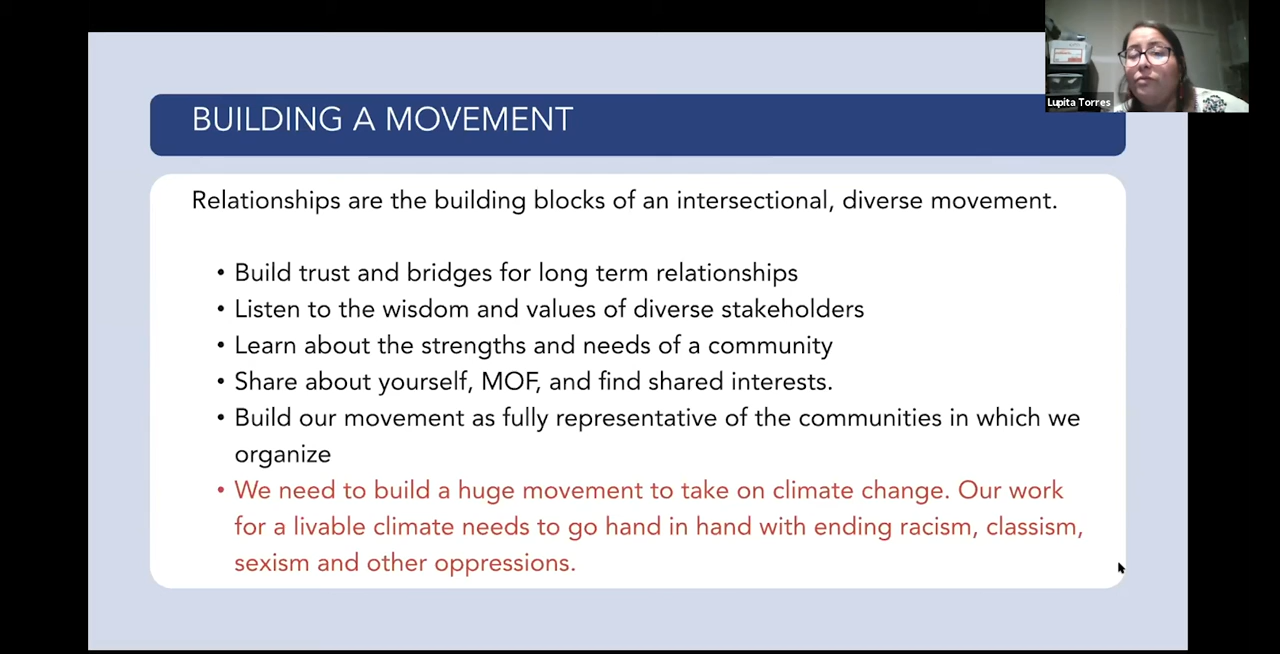 BUILDING A MOVEMENT
Lupita Torres
Relationships are the building blocks of an intersectional, diverse movement.
• Build trust and bridges for long term relationships
• Listen to the wisdom and values of diverse stakeholders
• Learn about the strengths and needs of a community
• Share about yourself, MOF, and find shared interests.
• Build our movement as fully representative of the communities in which we
organize
• We need to build a huge movement to take on climate change. Our work
for a livable climate needs to go hand in hand with ending racism, classism,
sexism and other oppressions.